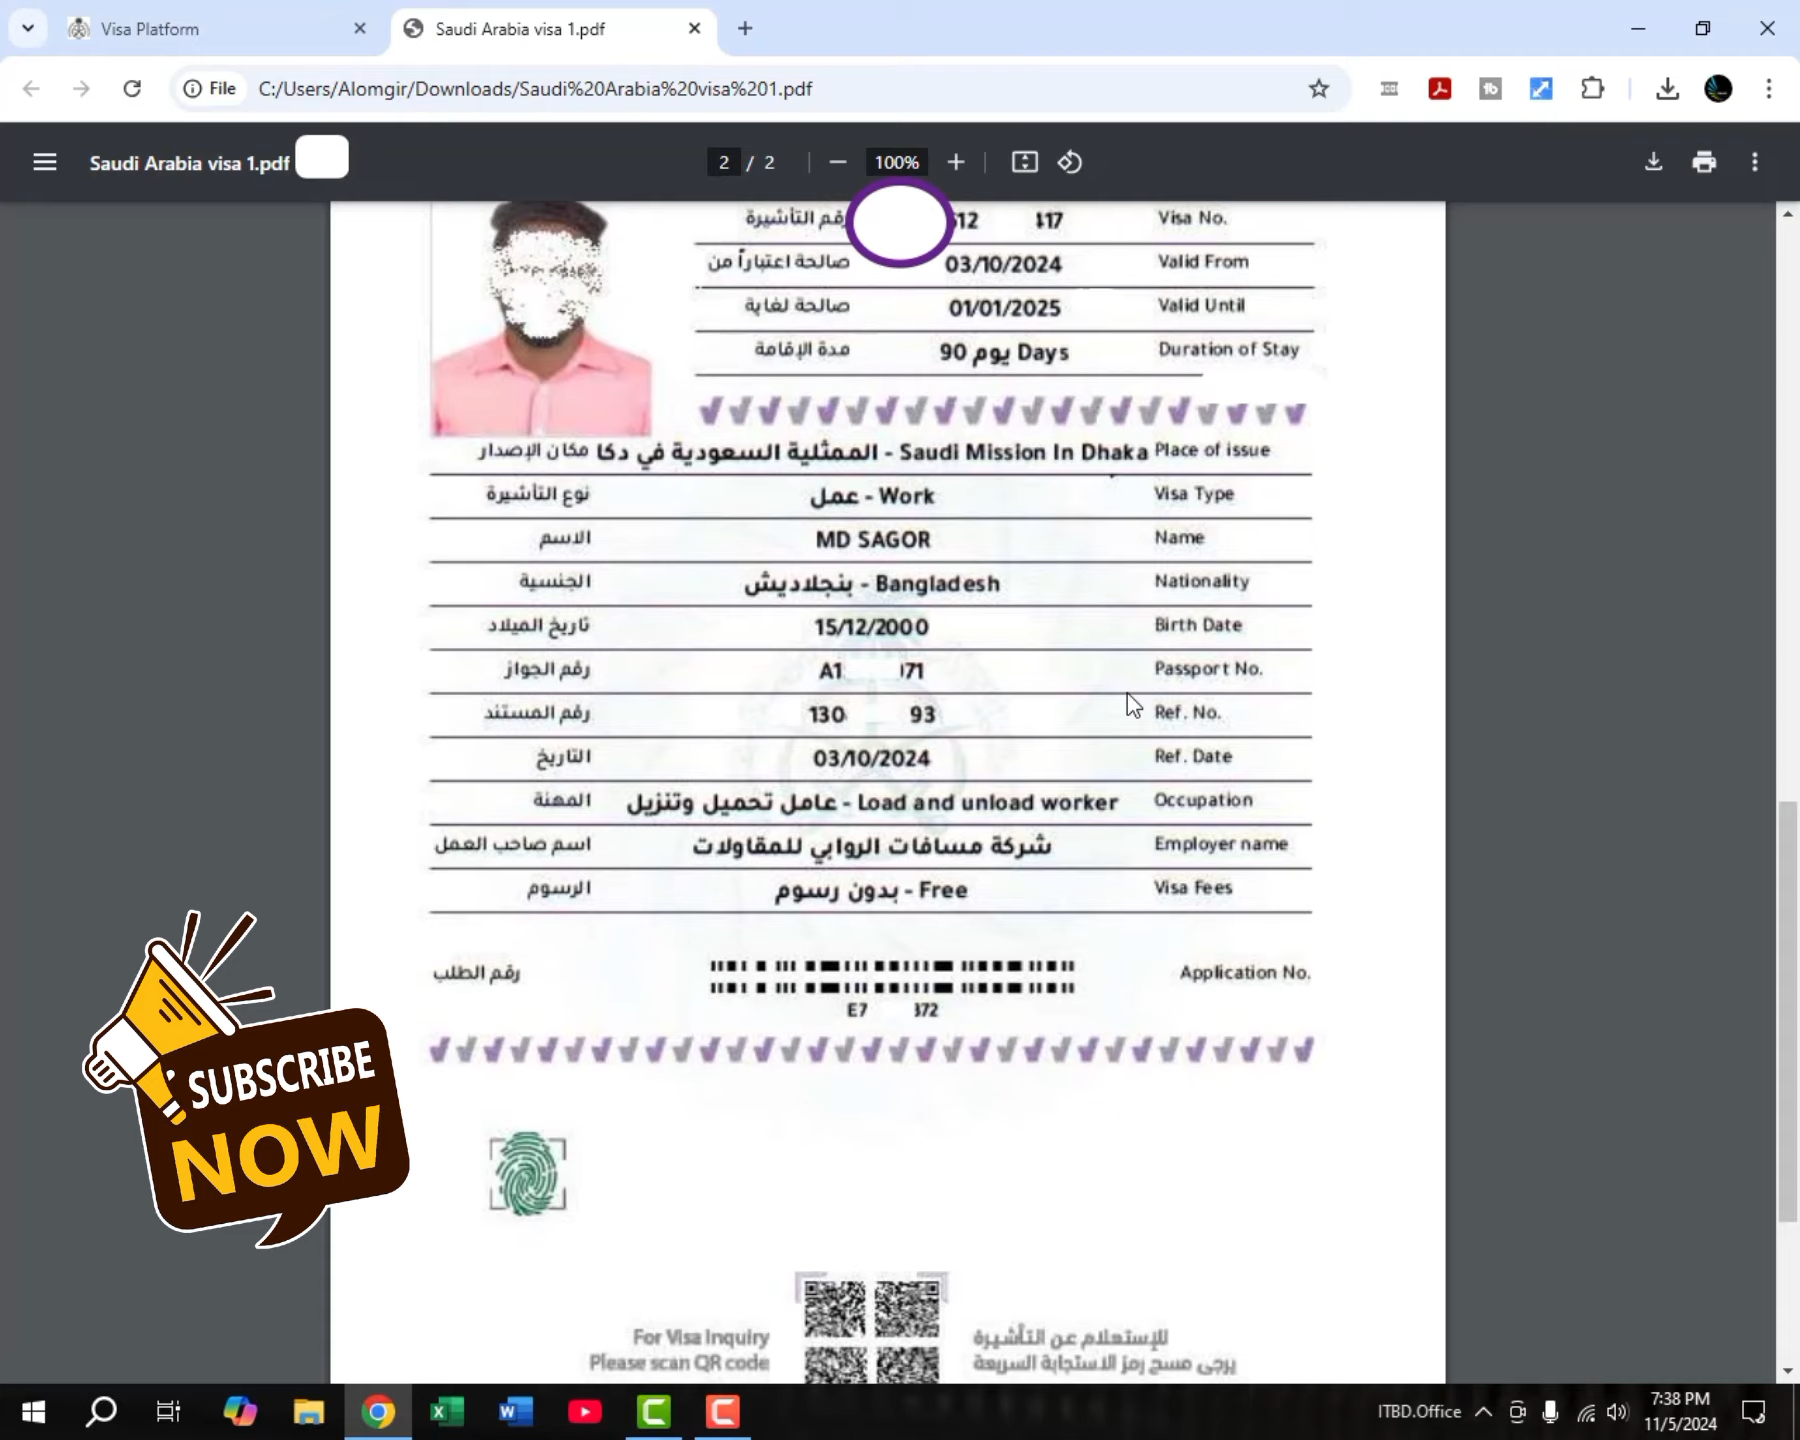 Visa Platform
Saudi Arabia visa 1.pdf
File
C:/Users/Alomgir/Downloads/Saudi%20Arabia%20visa%201.pdf
Saudi Arabia visa 1.pdf
2 / 2
100%
رقم التأشيرة 12 417 Visa No.
صالحة اعتباراً من 03/10/2024 Valid From
صالحة لغاية 01/01/2025 Valid Until
مدة الإقامة 90 يوم Days Duration of Stay
مكان الإصدار الممثلية السعودية في دكا - Saudi Mission In Dhaka Place of issue
نوع التأشيرة عمل - Work Visa Type
الاسم MD SAGOR Name
الجنسية بنجلاديش - Bangladesh Nationality
تاريخ الميلاد 15/12/2000 Birth Date
رقم الجواز A1 71 Passport No.
رقم المستند 130 93 Ref. No.
التاريخ 03/10/2024 Ref. Date
المهنة عامل تحميل وتنزيل - Load and unload worker Occupation
اسم صاحب العمل شركة مسافات الروابي للمقاولات Employer name
الرسوم بدون رسوم - Free Visa Fees
رقم الطلب Application No.
E7 372
SUBSCRIBE
NOW
For Visa Inquiry
Please scan QR code
للإستعلام عن التأشيرة
يرجى مسح رمز الاستجابة السريعة
ITBD.Office
7:38 PM
11/5/2024